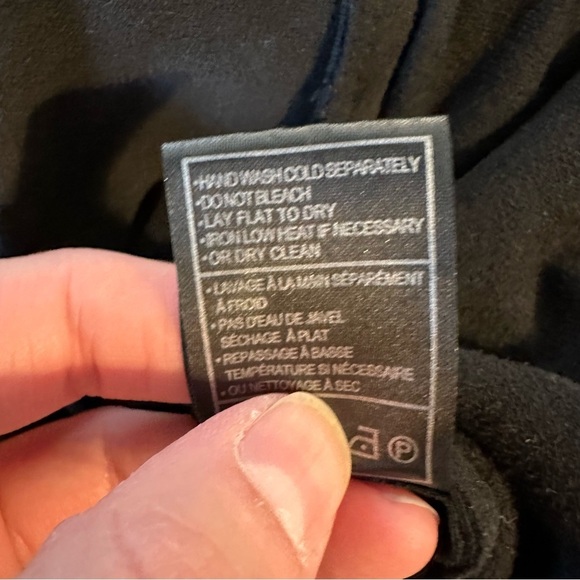 •HAND WASH COLD SEPARATELY
•DO NOT BLEACH
•LAY FLAT TO DRY
•IRON LOW HEAT IF NECESSARY
•OR DRY CLEAN
•LAVAGE À LA MAIN SÉPARÉMENT
À FROID
•PAS D'EAU DE JAVEL
SÉCHAGE À PLAT
•REPASSAGE À BASSE
TEMPÉRATURE SI NÉCESSAIRE
•OU NETTOYAGE À SEC
P